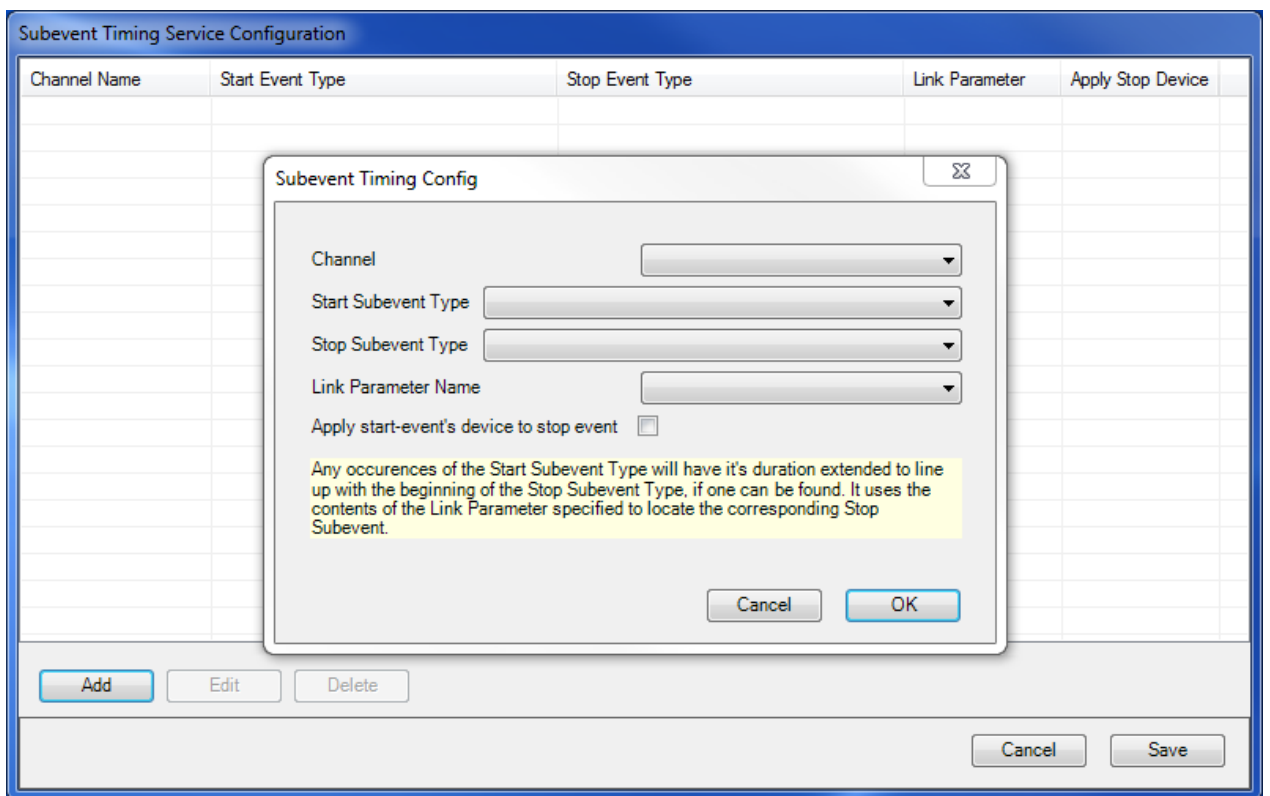 Subevent Timing Service Configuration
Channel Name Start Event Type Stop Event Type Link Parameter Apply Stop Device
Subevent Timing Config
Channel
Start Subevent Type
Stop Subevent Type
Link Parameter Name
Apply start-event's device to stop event
Any occurences of the Start Subevent Type will have it's duration extended to line
up with the beginning of the Stop Subevent Type, if one can be found. It uses the
contents of the Link Parameter specified to locate the corresponding Stop
Subevent.
Cancel OK
Add Edit Delete
Cancel Save